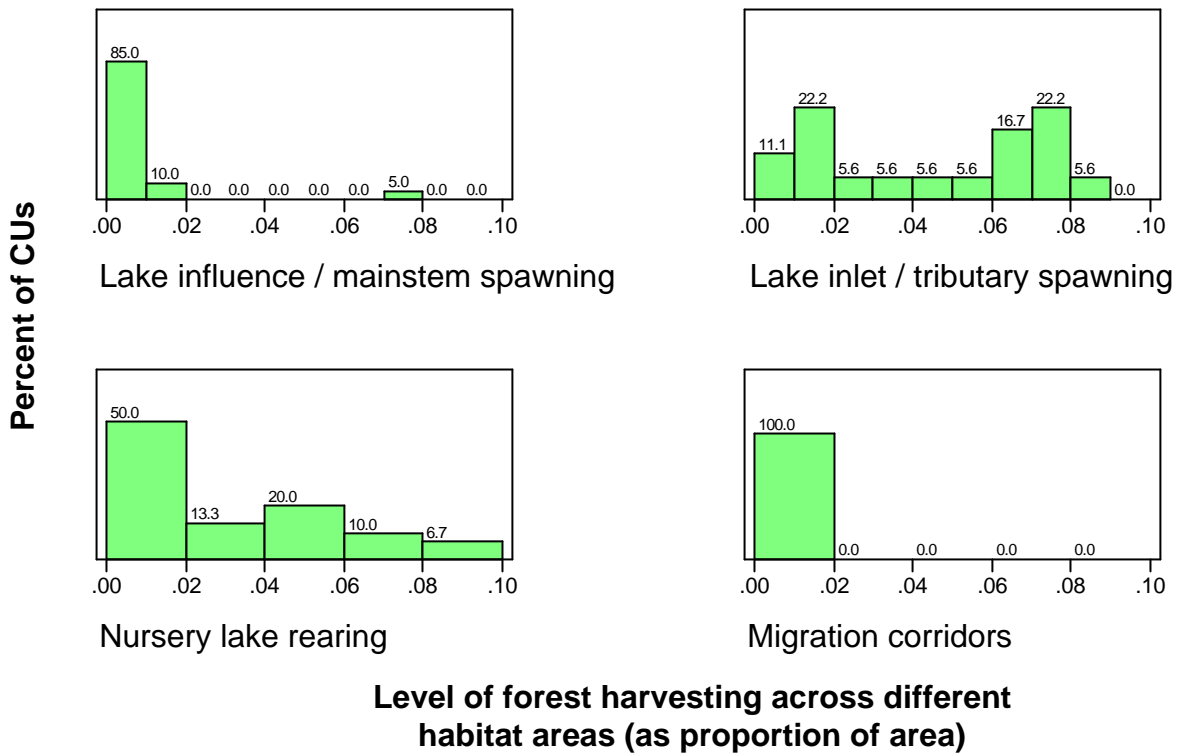 Percent of CUs
85.0
10.0 0.0 0.0 0.0 0.0 0.0 5.0 0.0 0.0
.00 .02 .04 .06 .08 .10
Lake influence / mainstem spawning
11.1 22.2 5.6 5.6 5.6 5.6 16.7 22.2 5.6 0.0
.00 .02 .04 .06 .08 .10
Lake inlet / tributary spawning
50.0 13.3 20.0 10.0 6.7
.00 .02 .04 .06 .08 .10
Nursery lake rearing
100.0 0.0 0.0 0.0 0.0
.00 .02 .04 .06 .08 .10
Migration corridors
Level of forest harvesting across different
habitat areas (as proportion of area)